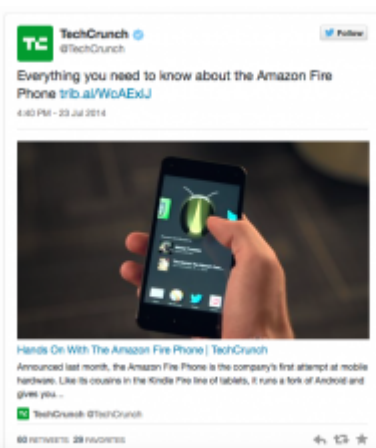 TechCrunch
Follow
@TechCrunch
Everything you need to know about the Amazon Fire
Phone trib.al/WoAExIJ
4:40 PM - 23 Jul 2014
Hands On With The Amazon Fire Phone | TechCrunch
Announced last month, the Amazon Fire Phone is the company's first attempt at mobile
hardware. Like its cousins in the Kindle Fire line of tablets, it runs a fork of Android and
gives you...
TechCrunch @TechCrunch
60 RETWEETS 29 FAVORITES